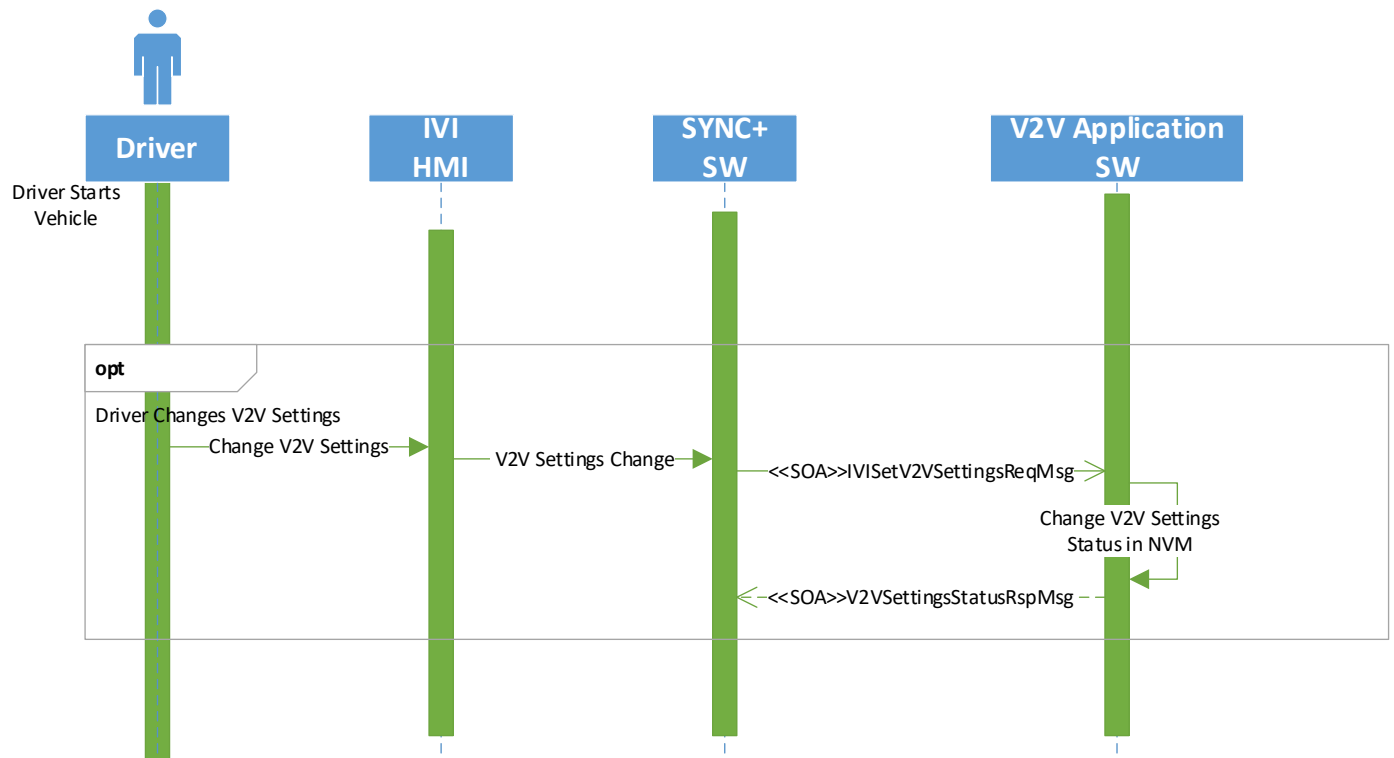 Driver
IVI
HMI
SYNC+
SW
V2V Application
SW
Driver Starts
Vehicle
opt
Driver Changes V2V Settings
Change V2V Settings
V2V Settings Change
<<SOA>>IVISetV2VSettingsReqMsg
Change V2V Settings
Status in NVM
<<SOA>>V2VSettingsStatusRspMsg